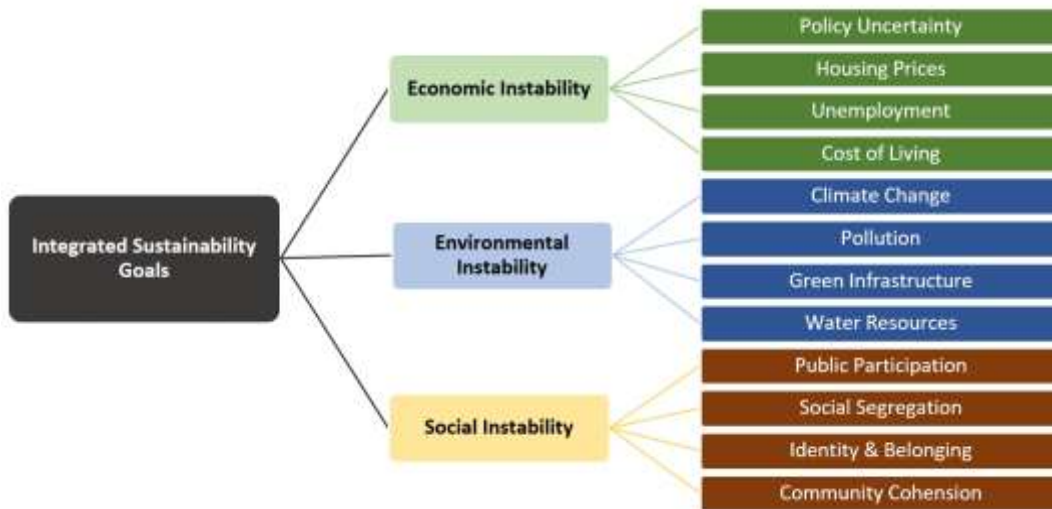 Integrated Sustainability
Goals
Economic Instability
Policy Uncertainty
Housing Prices
Unemployment
Cost of Living
Environmental
Instability
Climate Change
Pollution
Green Infrastructure
Water Resources
Social Instability
Public Participation
Social Segregation
Identity & Belonging
Community Cohension